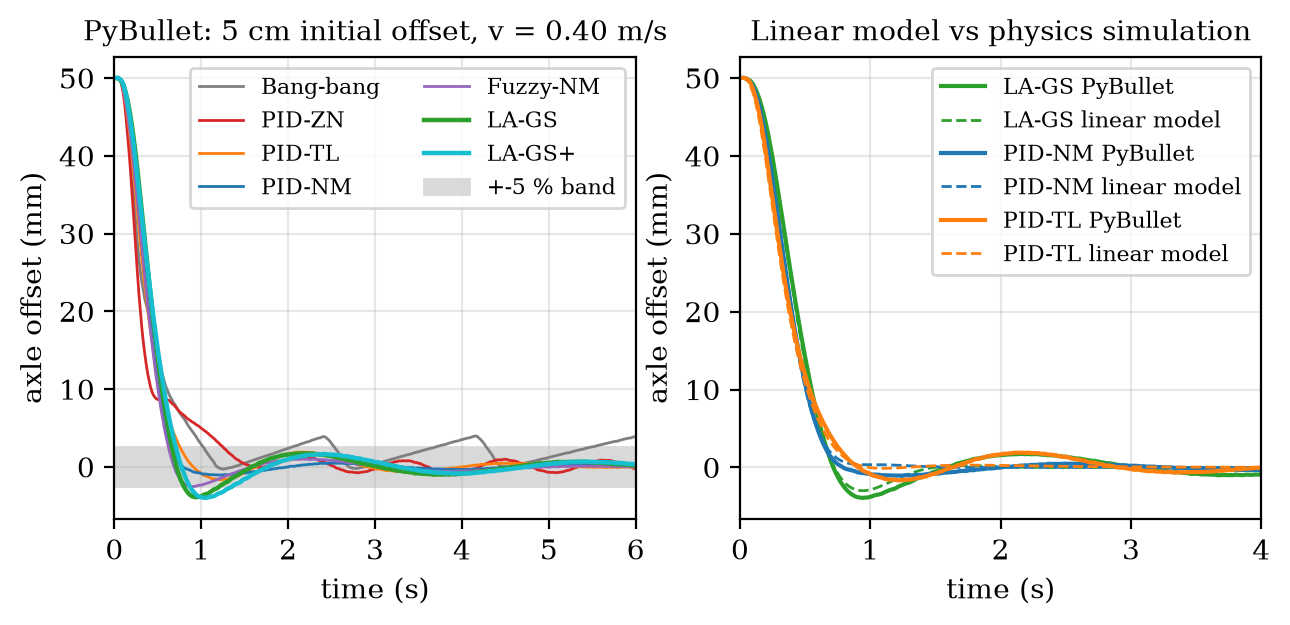 PyBullet: 5 cm initial offset, v = 0.40 m/s
axle offset (mm)
50
40
30
20
10
0
Bang-bang
PID-ZN
PID-TL
PID-NM
Fuzzy-NM
LA-GS
LA-GS+
+-5 % band
0 1 2 3 4 5 6
time (s)
Linear model vs physics simulation
axle offset (mm)
50
40
30
20
10
0
LA-GS PyBullet
LA-GS linear model
PID-NM PyBullet
PID-NM linear model
PID-TL PyBullet
PID-TL linear model
0 1 2 3 4
time (s)